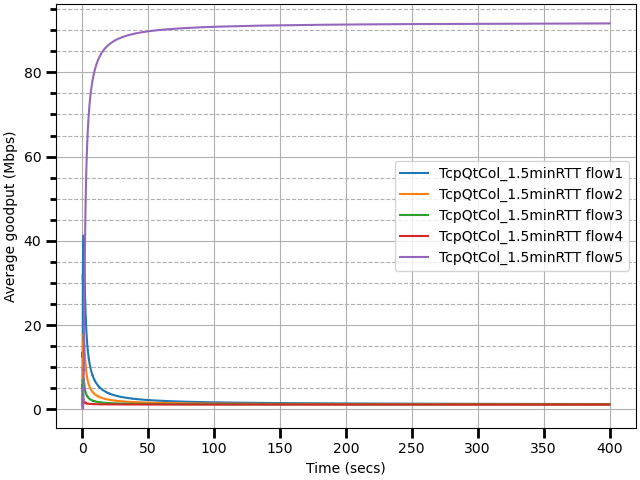 Average goodput (Mbps)
80
60
40
20
0
TcpQtCol_1.5minRTT flow1
TcpQtCol_1.5minRTT flow2
TcpQtCol_1.5minRTT flow3
TcpQtCol_1.5minRTT flow4
TcpQtCol_1.5minRTT flow5
0 50 100 150 200 250 300 350 400
Time (secs)